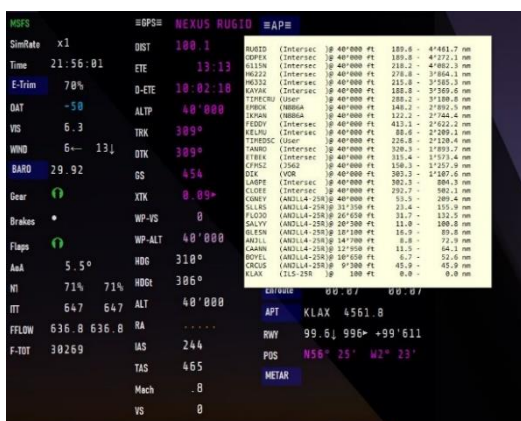 MSFS
≡GPS≡ NEXUS RUGID ≡AP≡
SimRate x1
DIST 180.1
Time 21:56:01
ETE 13:13
E-Trim 70%
D-ETE 10:02:18
OAT -50
ALTP 40'000
VIS 6.3
TRK 309°
WIND 6← 13↓
DTK 309°
BARO 29.92
GS 454
Gear
XTK 0.09►
Brakes
WP-VS 0
Flaps
WP-ALT 40'000
AoA 5.5°
HDG 310°
N1 71% 71%
HDGt 306°
ITT 647 647
ALT 40'000
FFLOW 636.8 636.8
RA .....
F-TOT 30269
IAS 244
TAS 465
Mach .8
VS 0
RUGID (Intersec )@ 40'000 ft 189.6 - 4'461.7 nm
ODPEX (Intersec )@ 40'000 ft 189.8 - 4'272.1 nm
6115N (Intersec )@ 40'000 ft 218.2 - 4'082.3 nm
H6222 (Intersec )@ 40'000 ft 270.8 - 3'864.1 nm
H6332 (Intersec )@ 40'000 ft 215.8 - 3'585.3 nm
KAYAK (Intersec )@ 40'000 ft 188.8 - 3'369.6 nm
TIMECRU (User )@ 40'000 ft 288.2 - 3'180.8 nm
EMBOK (N886A )@ 40'000 ft 148.2 - 2'892.5 nm
IKMAN (N886A )@ 40'000 ft 122.2 - 2'744.4 nm
FEDDY (Intersec )@ 40'000 ft 413.1 - 2'622.2 nm
KELMU (Intersec )@ 40'000 ft 88.6 - 2'209.1 nm
TIMEDSC (User )@ 40'000 ft 226.8 - 2'120.4 nm
TANRO (Intersec )@ 40'000 ft 320.3 - 1'893.7 nm
ETBEK (Intersec )@ 40'000 ft 315.4 - 1'573.4 nm
CFMSZ (J562 )@ 40'000 ft 150.3 - 1'257.9 nm
DIK (VOR )@ 40'000 ft 303.3 - 1'107.6 nm
LAGPE (Intersec )@ 40'000 ft 302.3 - 804.3 nm
CLOEE (Intersec )@ 40'000 ft 292.7 - 502.1 nm
CGNEY (ANJLL4-25R)@ 40'000 ft 53.5 - 209.4 nm
SLLRS (ANJLL4-25R)@ 31'350 ft 23.4 - 155.9 nm
FLOJO (ANJLL4-25R)@ 26'650 ft 31.7 - 132.5 nm
SALYY (ANJLL4-25R)@ 20'300 ft 11.0 - 100.8 nm
GLESN (ANJLL4-25R)@ 18'100 ft 16.9 - 89.8 nm
ANJLL (ANJLL4-25R)@ 14'700 ft 8.8 - 72.9 nm
CAANN (ANJLL4-25R)@ 12'950 ft 11.5 - 64.1 nm
BOYEL (ANJLL4-25R)@ 10'650 ft 6.7 - 52.6 nm
CRCUS (ANJLL4-25R)@ 9'300 ft 45.9 - 45.9 nm
KLAX (ILS-25R )@ 100 ft 0.0 - 0.0 nm
Enroute 00:07 00:07
APT KLAX 4561.8
RWY 99.6↓ 996► +99'611
POS N56° 25' W2° 23'
METAR